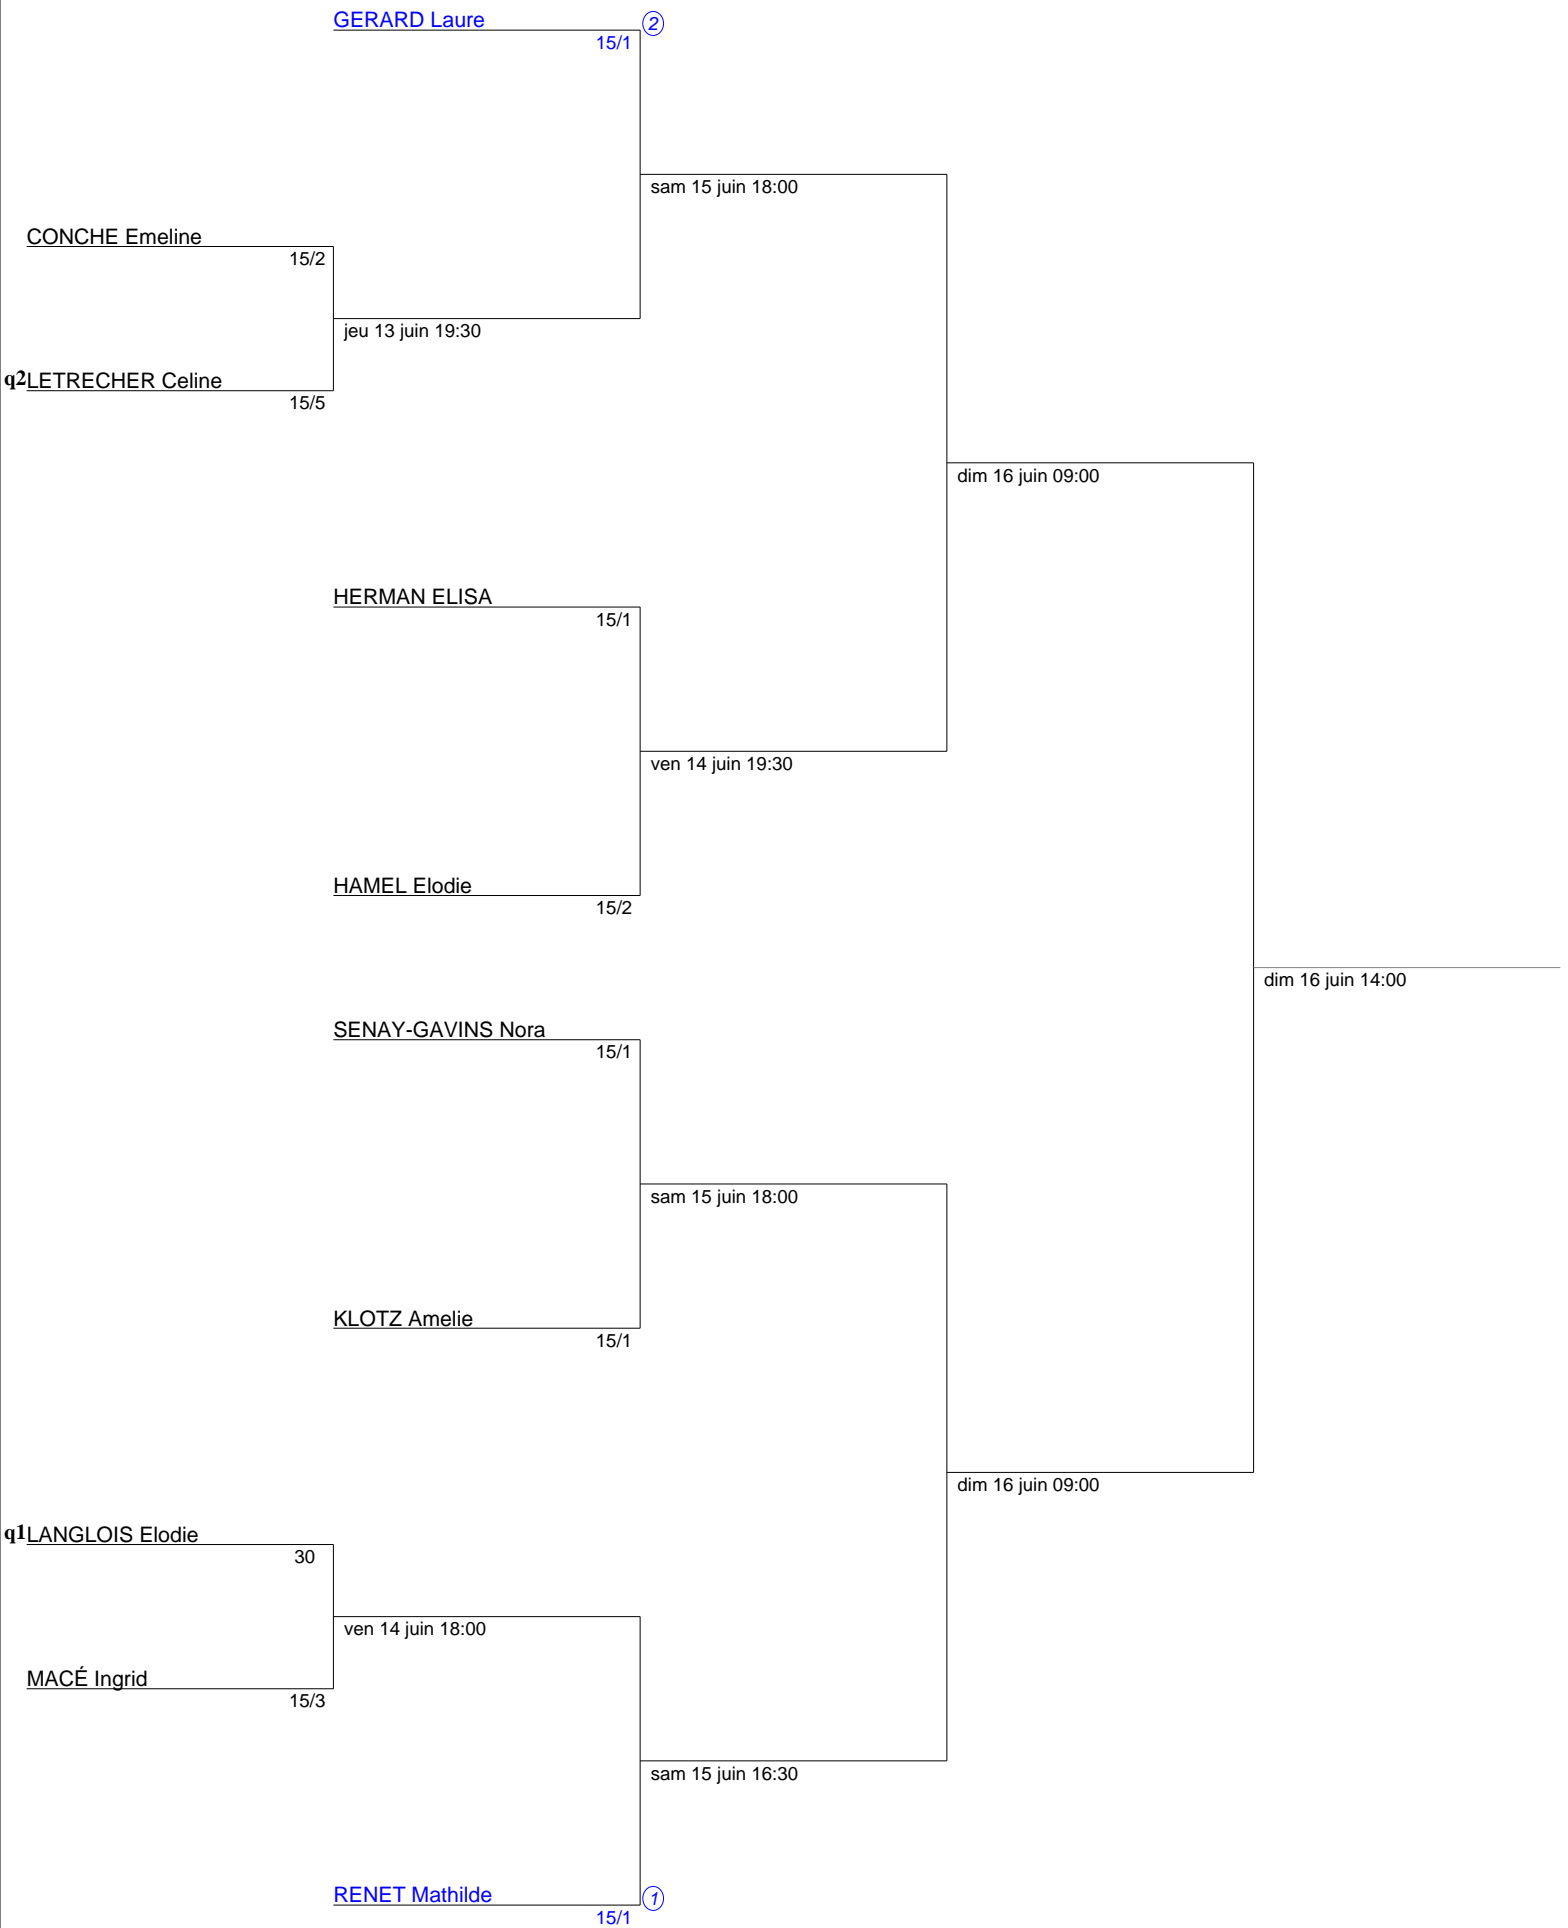 GERARD Laure
2
15/1
sam 15 juin 18:00
CONCHE Emeline
15/2
jeu 13 juin 19:30
q2 LETRECHER Celine
15/5
dim 16 juin 09:00
HERMAN ELISA
15/1
ven 14 juin 19:30
HAMEL Elodie
15/2
dim 16 juin 14:00
SENAY-GAVINS Nora
15/1
sam 15 juin 18:00
KLOTZ Amelie
15/1
dim 16 juin 09:00
q1 LANGLOIS Elodie
30
ven 14 juin 18:00
MACÉ Ingrid
15/3
sam 15 juin 16:30
RENET Mathilde
1
15/1